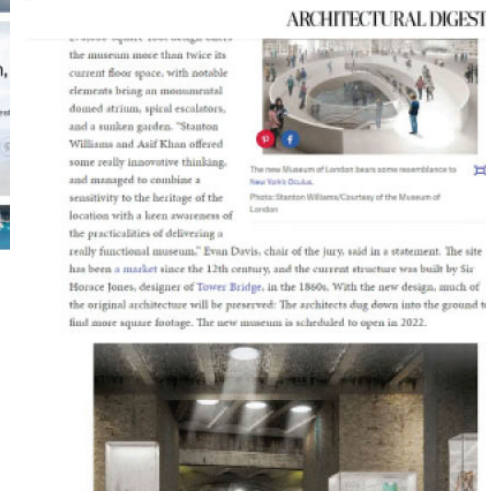 ARCHITECTURAL DIGEST
the museum more than twice its
current floor space, with notable
elements being an monumental
domed atrium, spiral escalators,
and a sunken garden. "Stanton
Williams and Asif Khan offered
some really innovative thinking,
and managed to combine a
sensitivity to the heritage of the
location with a keen awareness of
the practicalities of delivering a
The new Museum of London bears some resemblance to
New York's Oculus.
Photo: Stanton Williams/Courtesy of the Museum of
London
really functional museum," Evan Davis, chair of the jury, said in a statement. The site
has been a market since the 12th century, and the current structure was built by Sir
Horace Jones, designer of Tower Bridge, in the 1860s. With the new design, much of
the original architecture will be preserved: The architects dug down into the ground to
find more square footage. The new museum is scheduled to open in 2022.